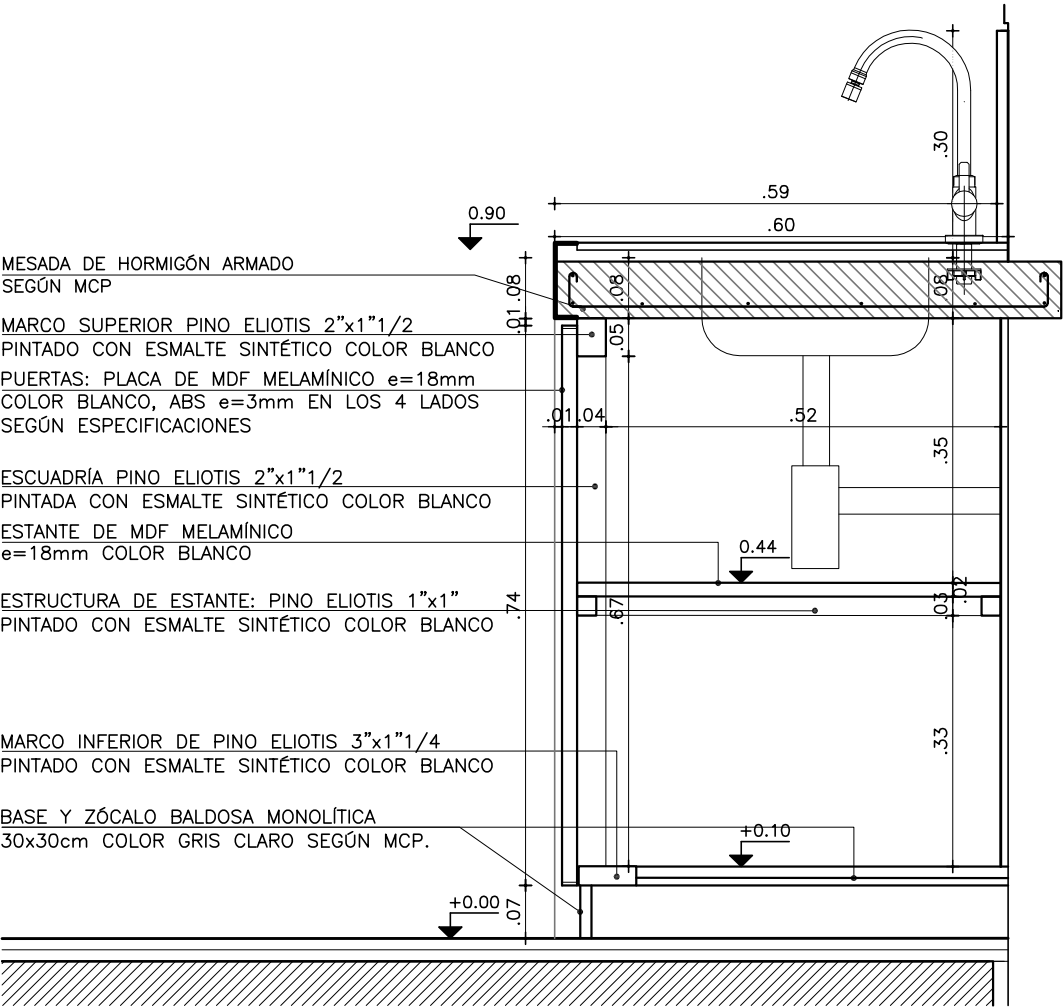 .30
.59
0.90
.60
MESADA DE HORMIGÓN ARMADO
SEGÚN MCP
.08
.08
.08
MARCO SUPERIOR PINO ELIOTIS 2”x1”1/2
.01
.05
PINTADO CON ESMALTE SINTÉTICO COLOR BLANCO
PUERTAS: PLACA DE MDF MELAMÍNICO e=18mm
COLOR BLANCO, ABS e=3mm EN LOS 4 LADOS
.01
.04
.52
SEGÚN ESPECIFICACIONES
.35
ESCUADRÍA PINO ELIOTIS 2”x1”1/2
PINTADA CON ESMALTE SINTÉTICO COLOR BLANCO
ESTANTE DE MDF MELAMÍNICO
e=18mm COLOR BLANCO
0.44
ESTRUCTURA DE ESTANTE: PINO ELIOTIS 1”x1”
.74
.67
.03
.02
PINTADO CON ESMALTE SINTÉTICO COLOR BLANCO
MARCO INFERIOR DE PINO ELIOTIS 3”x1”1/4
.33
PINTADO CON ESMALTE SINTÉTICO COLOR BLANCO
BASE Y ZÓCALO BALDOSA MONOLÍTICA
+0.10
30x30cm COLOR GRIS CLARO SEGÚN MCP.
+0.00
.07